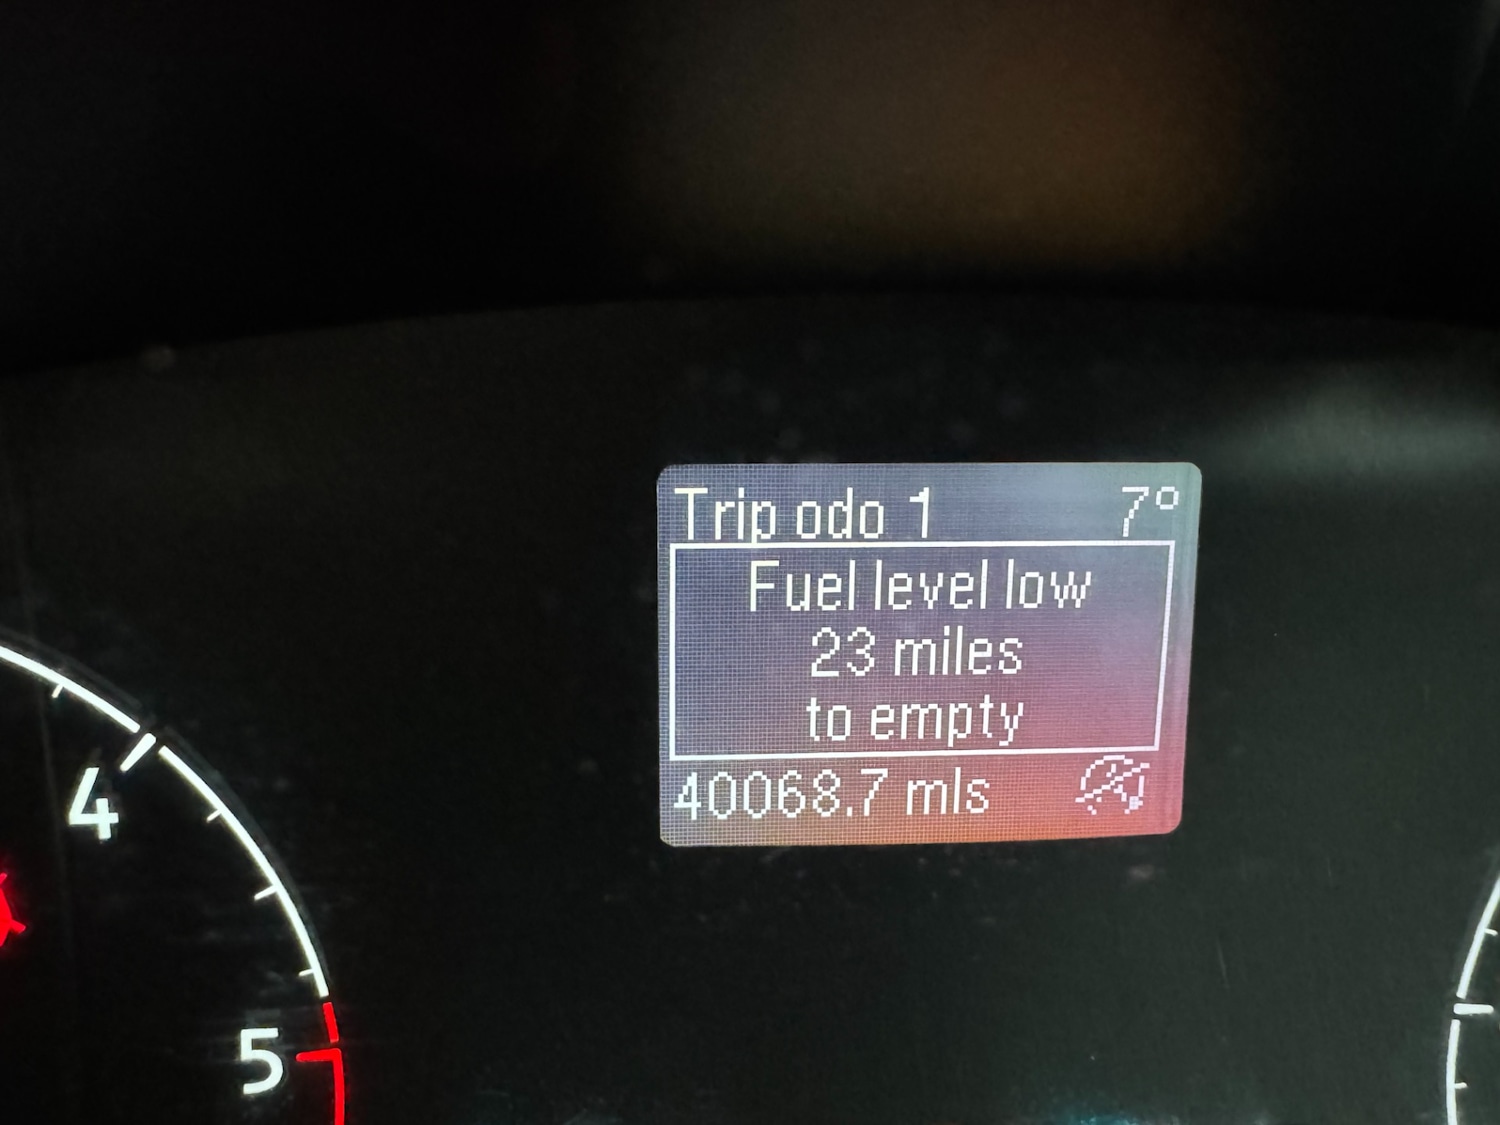 Trip odo 1 7°
Fuel level low
23 miles
to empty
40068.7 mls
4
5